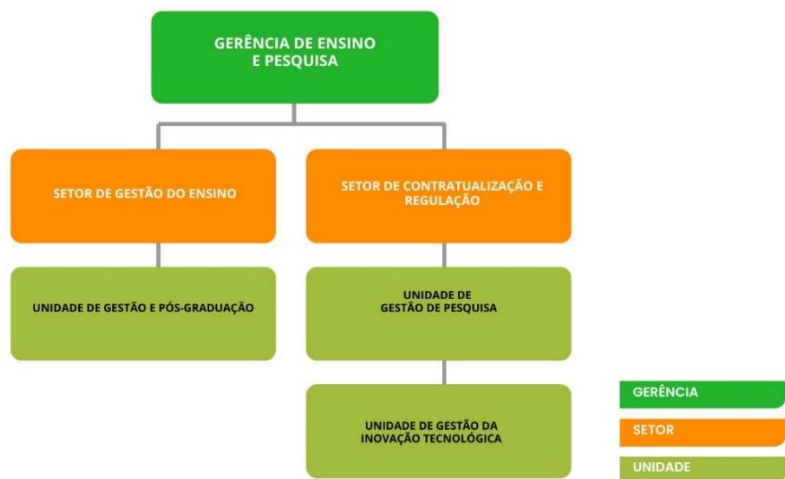 GERÊNCIA DE ENSINO
E PESQUISA
SETOR DE GESTÃO DO ENSINO
SETOR DE CONTRATUALIZAÇÃO E
REGULAÇÃO
UNIDADE DE GESTÃO E PÓS-GRADUAÇÃO
UNIDADE DE
GESTÃO DE PESQUISA
UNIDADE DE GESTÃO DA
INOVAÇÃO TECNOLÓGICA
GERÊNCIA
SETOR
UNIDADE